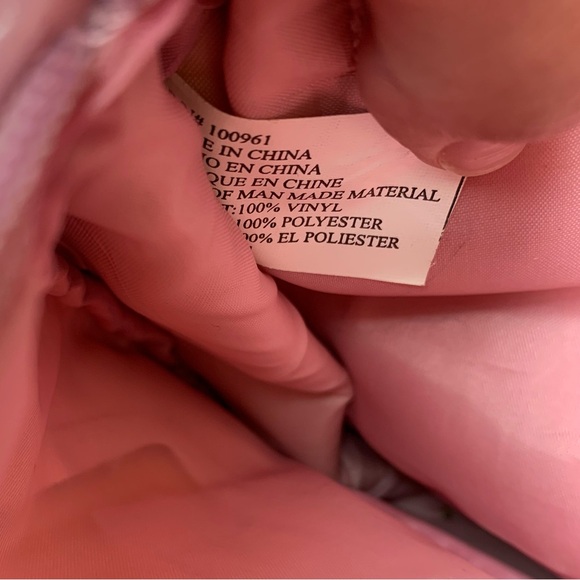 # 100961
E IN CHINA
O EN CHINA
QUE EN CHINE
OF MAN MADE MATERIAL
T:100% VINYL
100% POLYESTER
00% EL POLIESTER